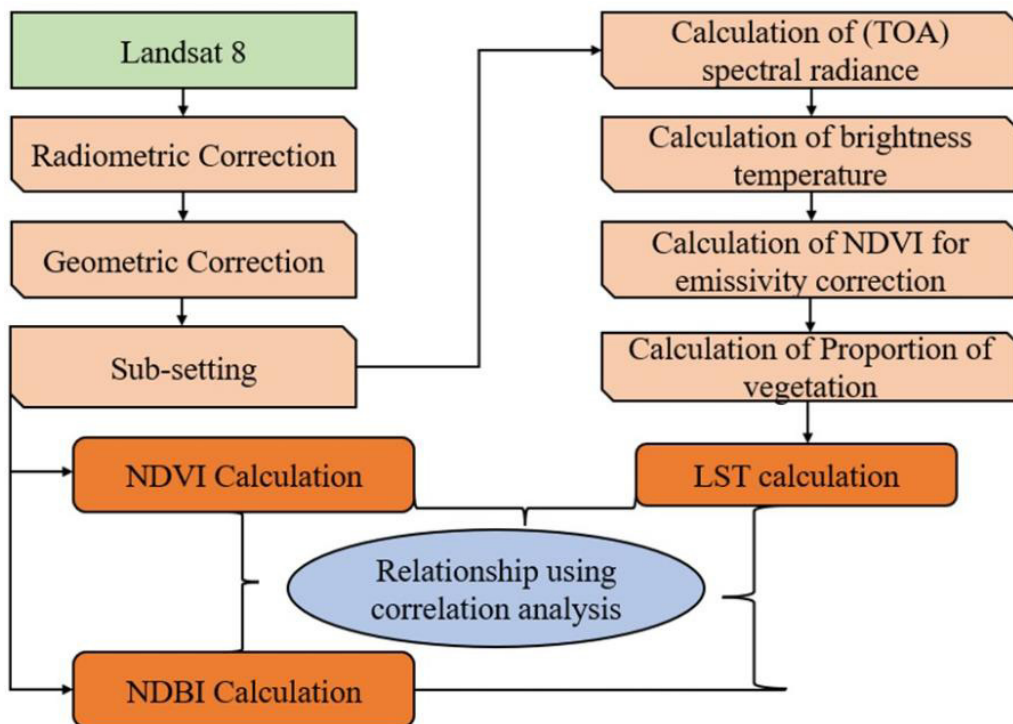 Landsat 8
Radiometric Correction
Geometric Correction
Sub-setting
Calculation of (TOA)
spectral radiance
Calculation of brightness
temperature
Calculation of NDVI for
emissivity correction
Calculation of Proportion of
vegetation
NDVI Calculation
LST calculation
Relationship using
correlation analysis
NDBI Calculation